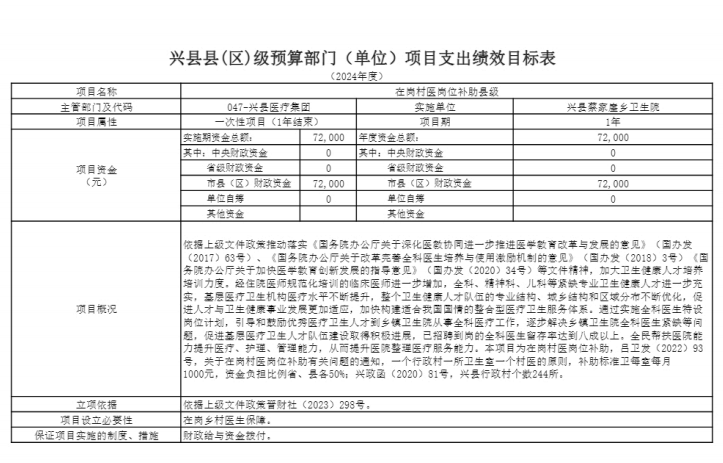 兴县县(区)级预算部门（单位）项目支出绩效目标表
（2024年度）
项目名称 在岗村医岗位补助县级
主管部门及代码 047-兴县医疗集团 实施单位 兴县蔡家崖乡卫生院
项目属性 一次性项目（1年结束） 项目期 1年
项目资金（元） 实施期资金总额： 72,000 年度资金总额： 72,000
其中：中央财政资金 0 其中：中央财政资金 0
省级财政资金 0 省级财政资金 0
市县（区）财政资金 72,000 市县（区）财政资金 72,000
单位自筹 0 单位自筹 0
其他资金 其他资金
项目概况
依据上级文件政策推动落实《国务院办公厅关于深化医教协同进一步推进医学教育改革与发展的意见》（国办发
（2017）63号）、《国务院办公厅关于改革完善全科医生培养与使用激励机制的意见》（国办发（2018）3号）《国
务院办公厅关于加快医学教育创新发展的指导意见》（国办发（2020）34号）等文件精神，加大卫生健康人才培养
培训力度。经住院医师规范化培训的临床医师进一步增加，全科、精神科、儿科等紧缺专业卫生健康人才进一步充
实，基层医疗卫生机构医疗水平不断提升，整个卫生健康人才队伍的专业结构、城乡结构和区域分布不断优化，促
进人才与卫生健康事业发展更加适应，加快构建适合我国国情的整合型医疗卫生服务体系。通过实施全科医生特设
岗位计划，引导和鼓励优秀医疗卫生人才到乡镇卫生院从事全科医疗工作，逐步解决乡镇卫生院全科医生紧缺等问
题，促进基层医疗卫生人才队伍建设取得积极进展，已招聘到岗的全科医生留存率达到八成以上。全民帮扶医院能
力提升医疗、护理、管理能力，从而提升医院整理医疗服务能力。本项目为在岗村医岗位补助，吕卫发（2022）93
号，关于在岗村医岗位补助有关问题的通知，一个行政村一所卫生室一个村医的原则，补助标准卫每室每月
1000元，资金负担比例省、县各50%；兴政函（2020）81号，兴县行政村个数244所。
立项依据 依据上级文件政策晋财社（2023）298号。
项目设立必要性 在岗乡村医生保障。
保证项目实施的制度、措施 财政给与资金拨付。